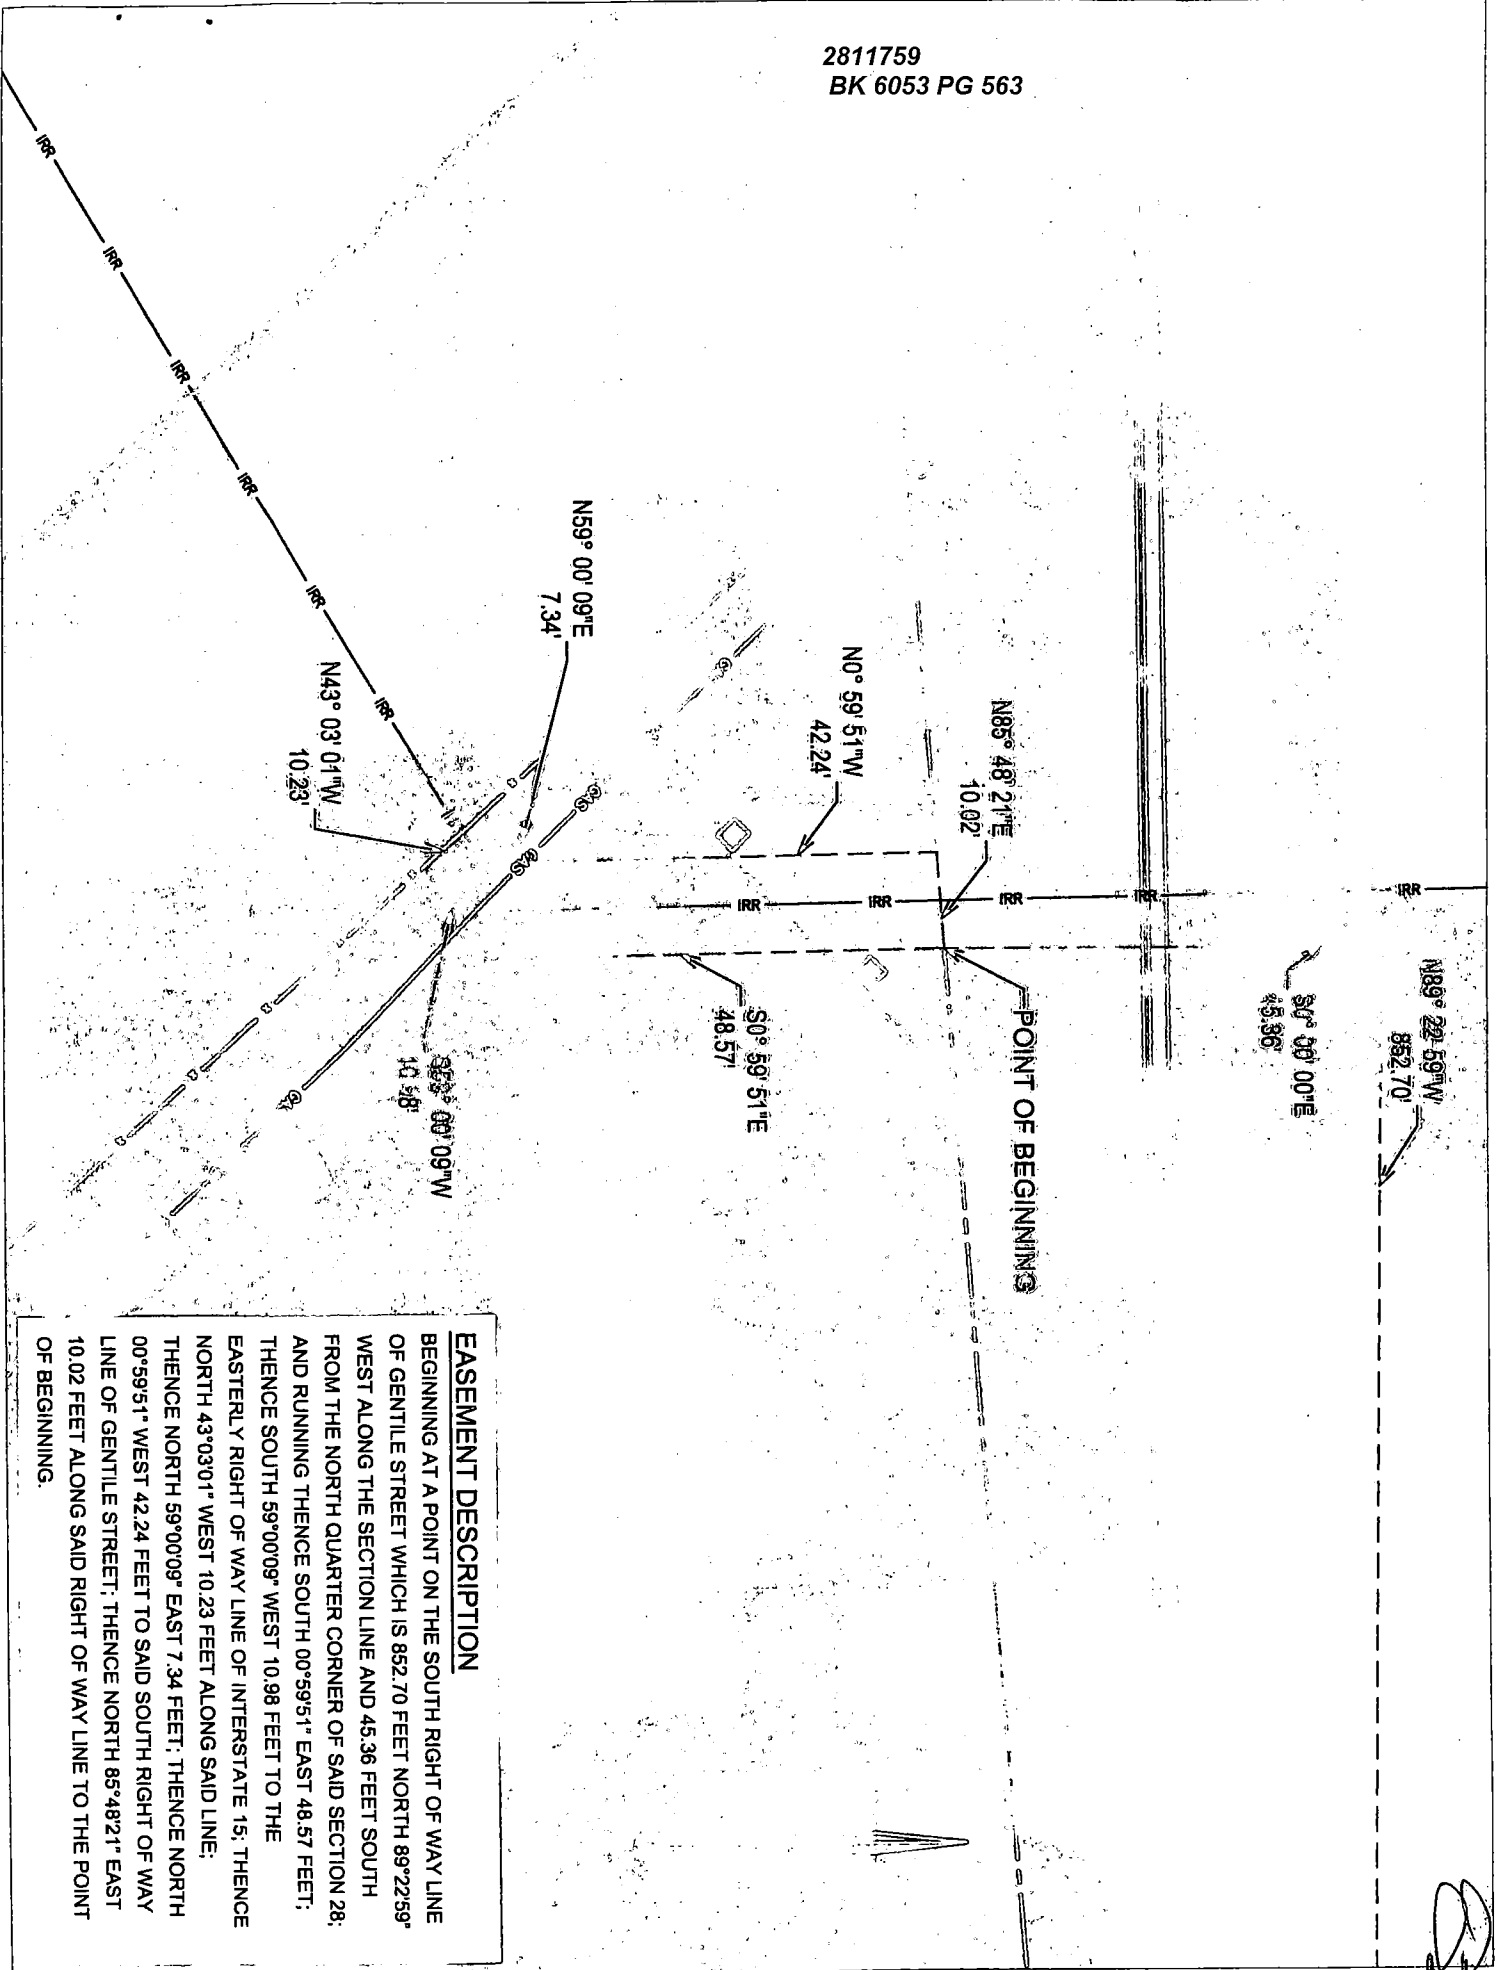 2811759
BK 6053 PG 563
N89° 22' 59"W
852.70'
00' 00"E
45.36'
POINT OF BEGINNING
N85° 48' 21"E
10.02'
N0° 59' 51"W
42.24'
S0° 59' 51"E
48.57'
N59° 00' 09"E
7.34'
N43° 03' 01"W
10.23'
00' 09"W
IRR
IRR
IRR
IRR
IRR
IRR
IRR
IRR
IRR
IRR
IRR
IRR
GAS
GAS
EASEMENT DESCRIPTION
BEGINNING AT A POINT ON THE SOUTH RIGHT OF WAY LINE
OF GENTILE STREET WHICH IS 852.70 FEET NORTH 89°22'59"
WEST ALONG THE SECTION LINE AND 45.36 FEET SOUTH
FROM THE NORTH QUARTER CORNER OF SAID SECTION 28;
AND RUNNING THENCE SOUTH 00°59'51" EAST 48.57 FEET;
THENCE SOUTH 59°00'09" WEST 10.98 FEET TO THE
EASTERLY RIGHT OF WAY LINE OF INTERSTATE 15; THENCE
NORTH 43°03'01" WEST 10.23 FEET ALONG SAID LINE;
THENCE NORTH 59°00'09" EAST 7.34 FEET; THENCE NORTH
00°59'51" WEST 42.24 FEET TO SAID SOUTH RIGHT OF WAY
LINE OF GENTILE STREET; THENCE NORTH 85°48'21" EAST
10.02 FEET ALONG SAID RIGHT OF WAY LINE TO THE POINT
OF BEGINNING.